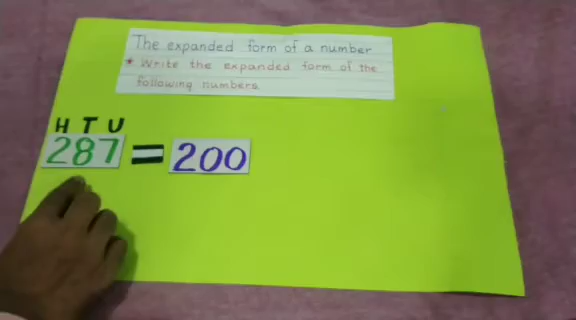 The expanded form of a number
* Write the expanded form of the
following numbers.
H T U
287 = 200